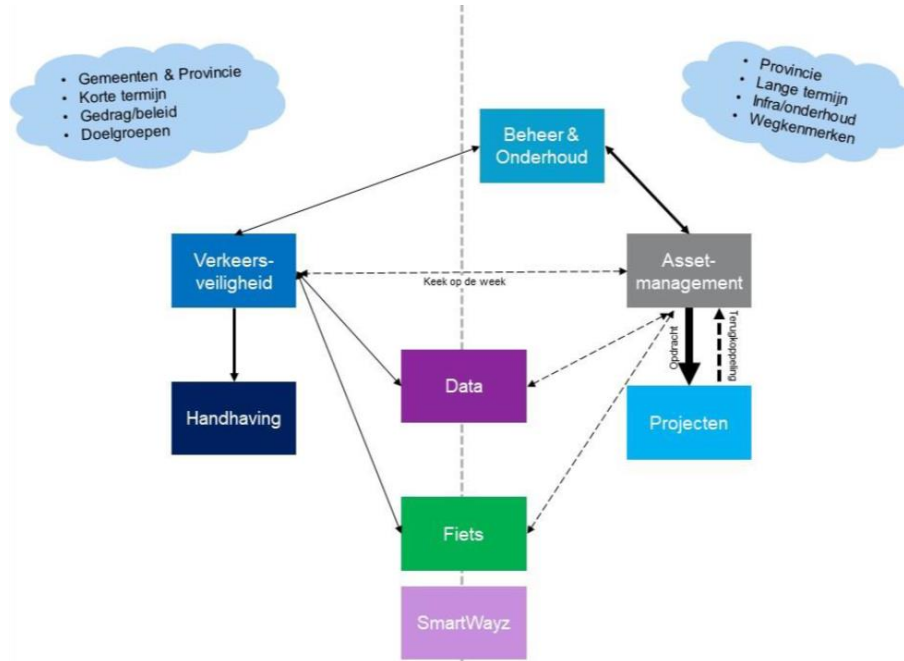 • Gemeenten & Provincie
• Korte termijn
• Gedrag/beleid
• Doelgroepen
• Provincie
• Lange termijn
• Infra/onderhoud
• Wegkenmerken
Beheer &
Onderhoud
Verkeers-
veiligheid
Asset-
management
Keek op de week
Opdracht
Terugkoppeling
Data
Handhaving
Projecten
Fiets
SmartWayz